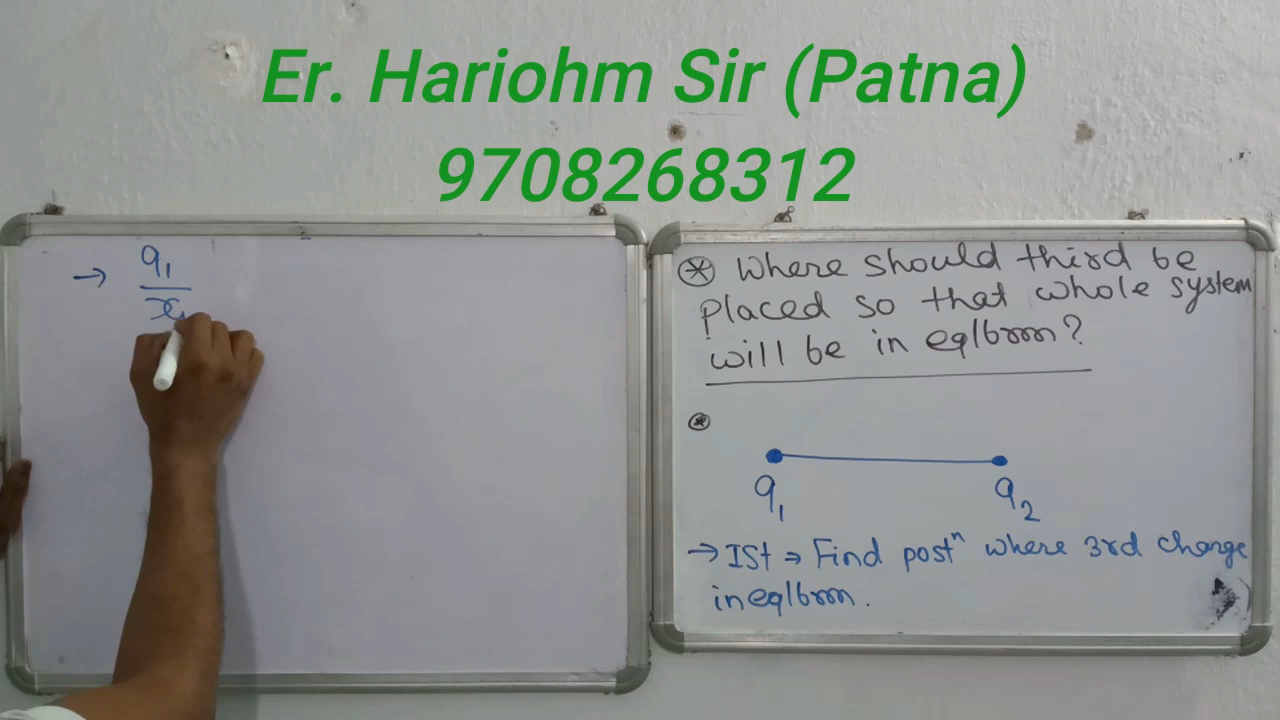 Er. Hariohm Sir (Patna)
9708268312
→ q₁
x₁
⊛ Where should third be
placed so that whole system
will be in eqlbrm?
⊛
q₁ q₂
→ Ist ⇒ Find postⁿ where 3rd charge
in eqlbrm.